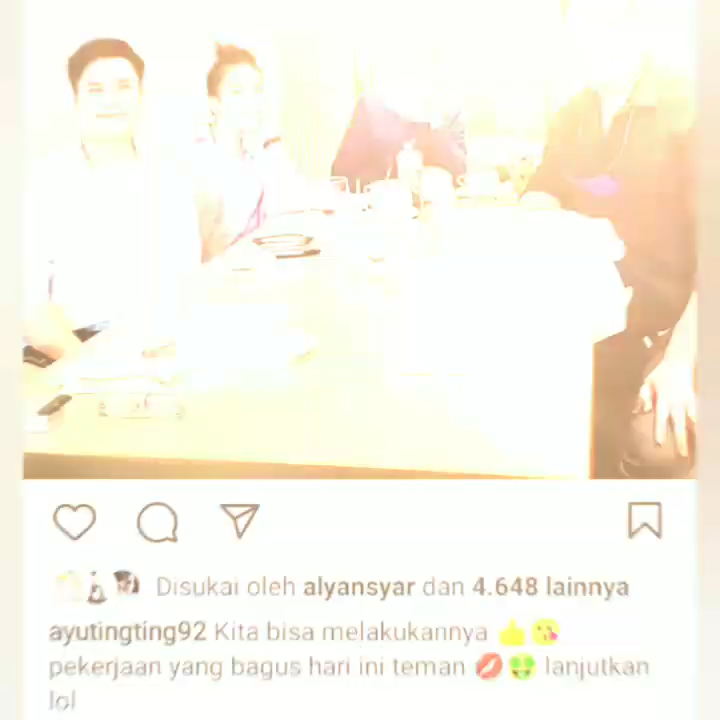 Disukai oleh alyansyar dan 4.648 lainnya
ayutingting92 Kita bisa melakukannya 👍😘
pekerjaan yang bagus hari ini teman 💋🤑 lanjutkan
lol